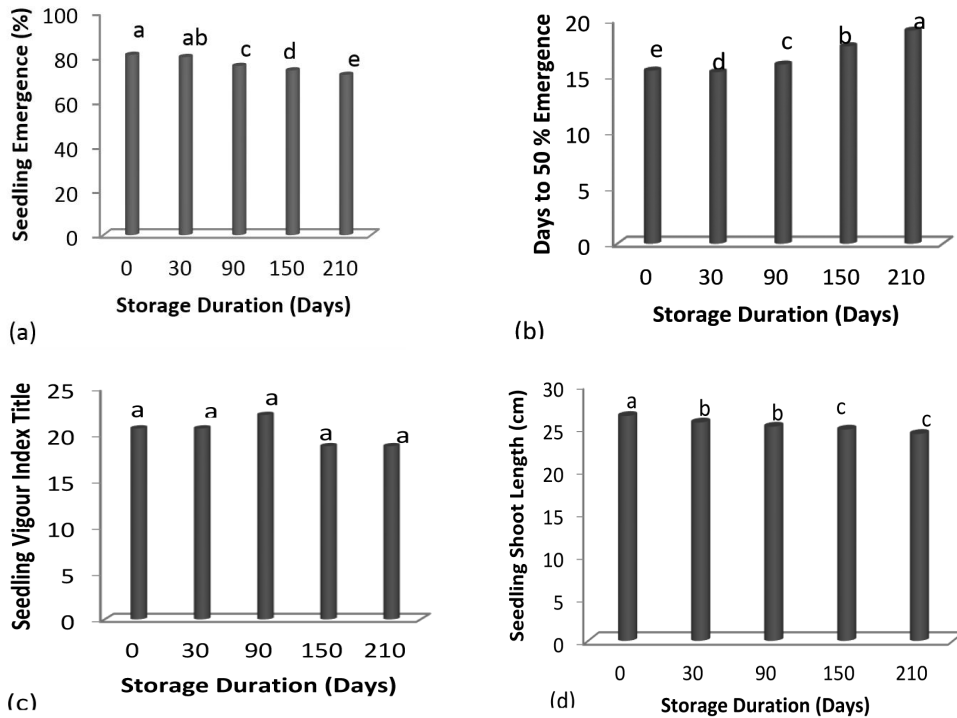 (a)
Seedling Emergence (%)
100
80
60
40
20
0
a ab c d e
0 30 90 150 210
Storage Duration (Days)
(b)
Days to 50 % Emergence
20
15
10
5
0
e d c b a
0 30 90 150 210
Storage Duration (Days)
(c)
Seedling Vigour Index Title
25
20
15
10
5
0
a a a a a
0 30 90 150 210
Storage Duration (Days)
(d)
Seedling Shoot Length (cm)
30
25
20
15
10
5
0
a b b c c
0 30 90 150 210
Storage Duration (Days)
(a)